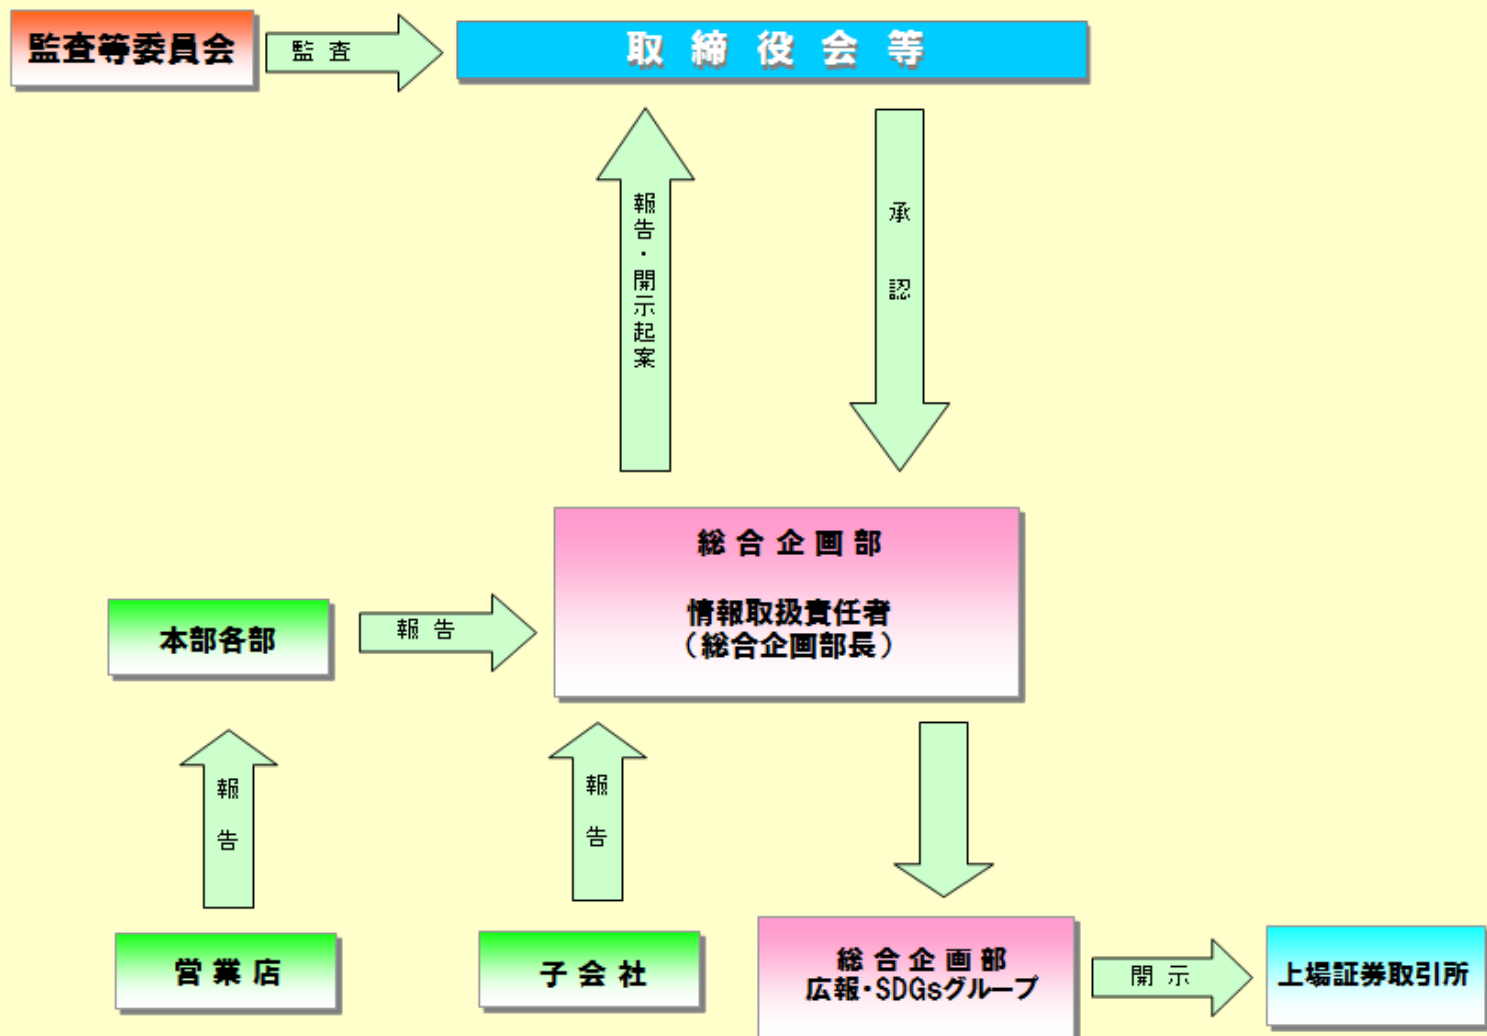 監査等委員会
監査
取締役会等
報告・開示起案
承認
総合企画部
情報取扱責任者
（総合企画部長）
本部各部
報告
報告
報告
営業店
子会社
総合企画部
広報・SDGsグループ
開示
上場証券取引所